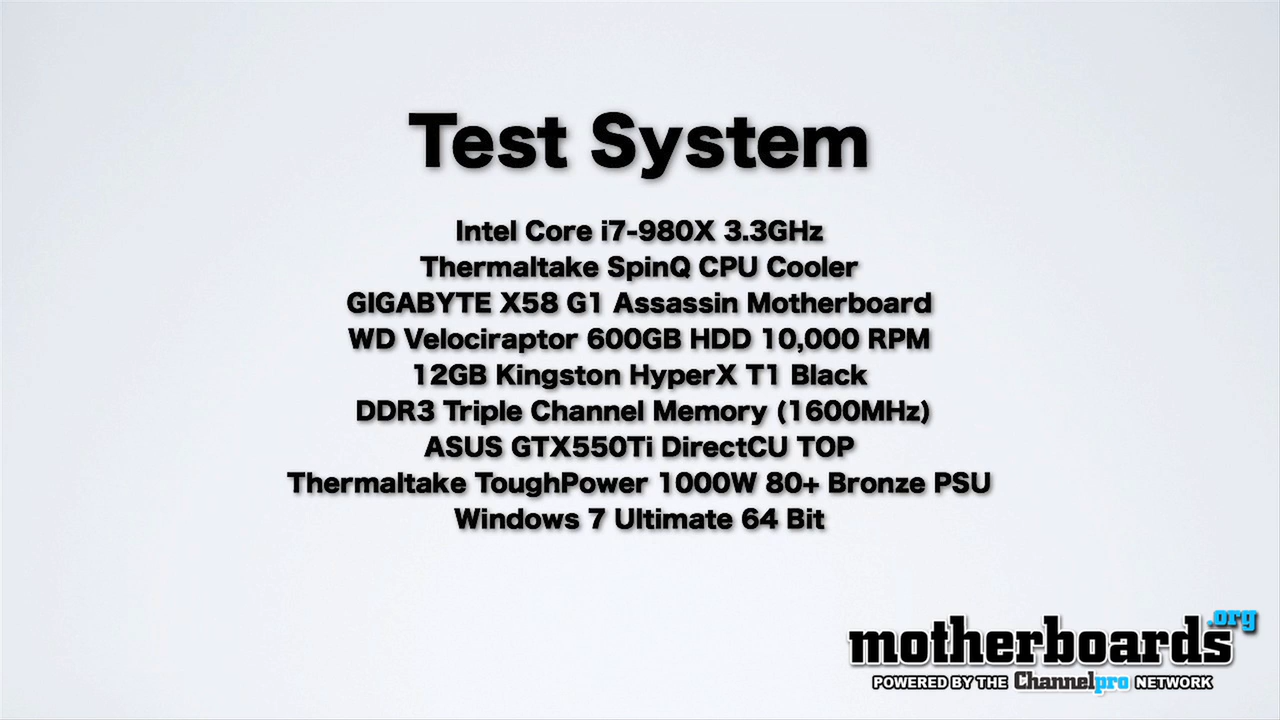 Test System
Intel Core i7-980X 3.3GHz
Thermaltake SpinQ CPU Cooler
GIGABYTE X58 G1 Assassin Motherboard
WD Velociraptor 600GB HDD 10,000 RPM
12GB Kingston HyperX T1 Black
DDR3 Triple Channel Memory (1600MHz)
ASUS GTX550Ti DirectCU TOP
Thermaltake ToughPower 1000W 80+ Bronze PSU
Windows 7 Ultimate 64 Bit
motherboards.org
POWERED BY THE Channelpro NETWORK